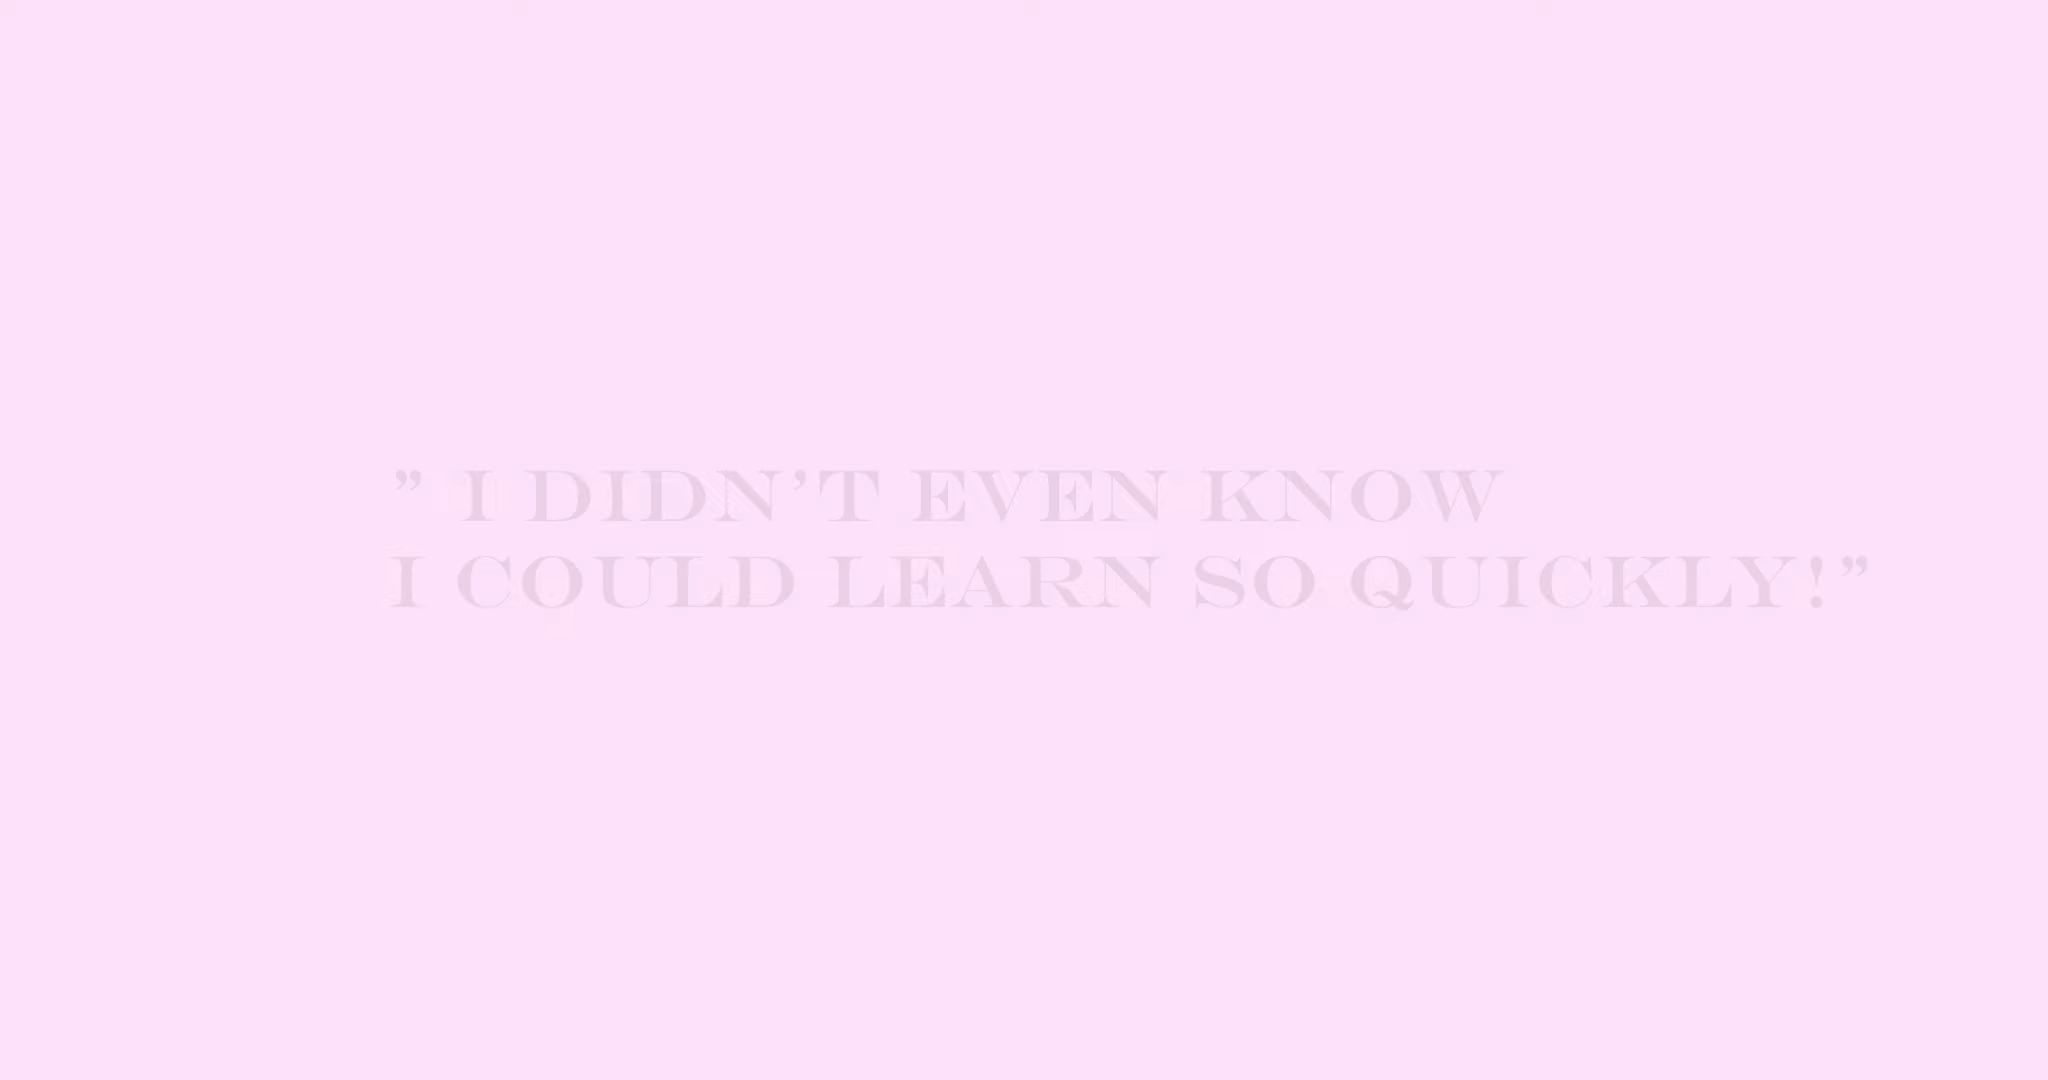 ” I DIDN’T EVEN KNOW
I COULD LEARN SO QUICKLY!”